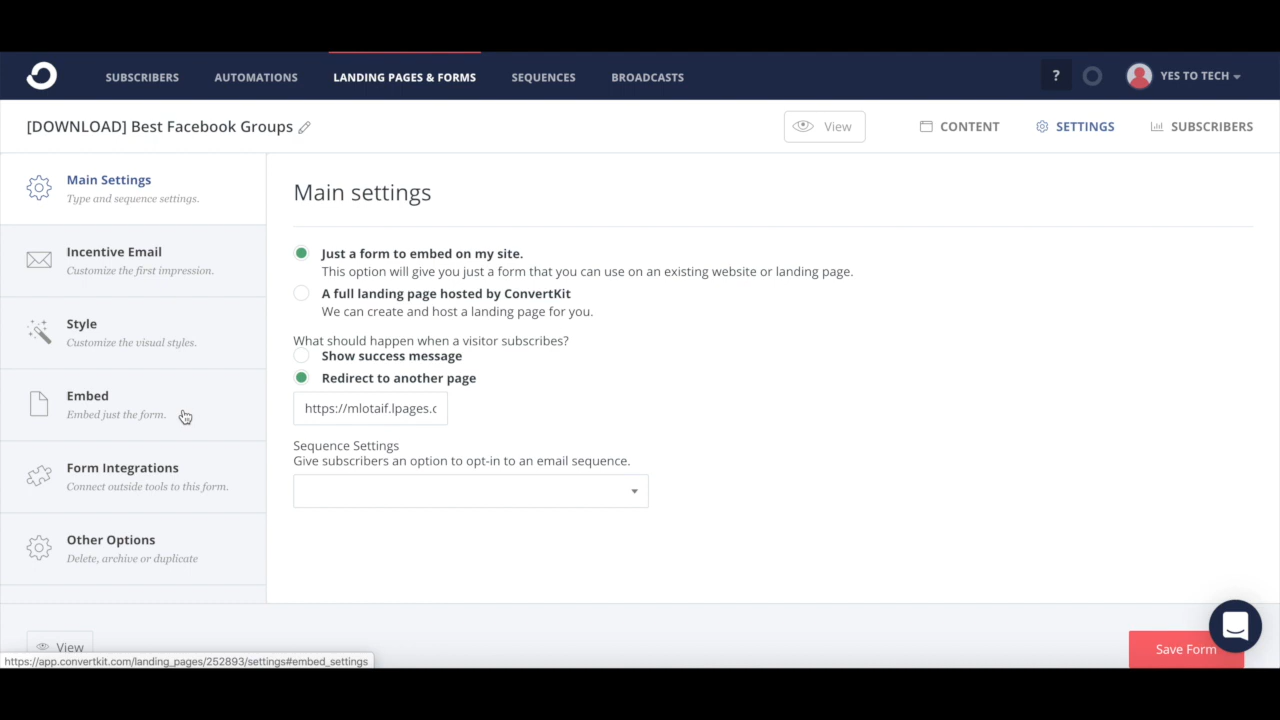 SUBSCRIBERS AUTOMATIONS LANDING PAGES & FORMS SEQUENCES BROADCASTS ? YES TO TECH
[DOWNLOAD] Best Facebook Groups View CONTENT SETTINGS SUBSCRIBERS
Main Settings
Type and sequence settings.
Incentive Email
Customize the first impression.
Style
Customize the visual styles.
Embed
Embed just the form.
Form Integrations
Connect outside tools to this form.
Other Options
Delete, archive or duplicate
Main settings
Just a form to embed on my site.
This option will give you just a form that you can use on an existing website or landing page.
A full landing page hosted by ConvertKit
We can create and host a landing page for you.
What should happen when a visitor subscribes?
Show success message
Redirect to another page
https://mlotaif.lpages.c
Sequence Settings
Give subscribers an option to opt-in to an email sequence.
View
Save Form
https://app.convertkit.com/landing_pages/252893/settings#embed_settings